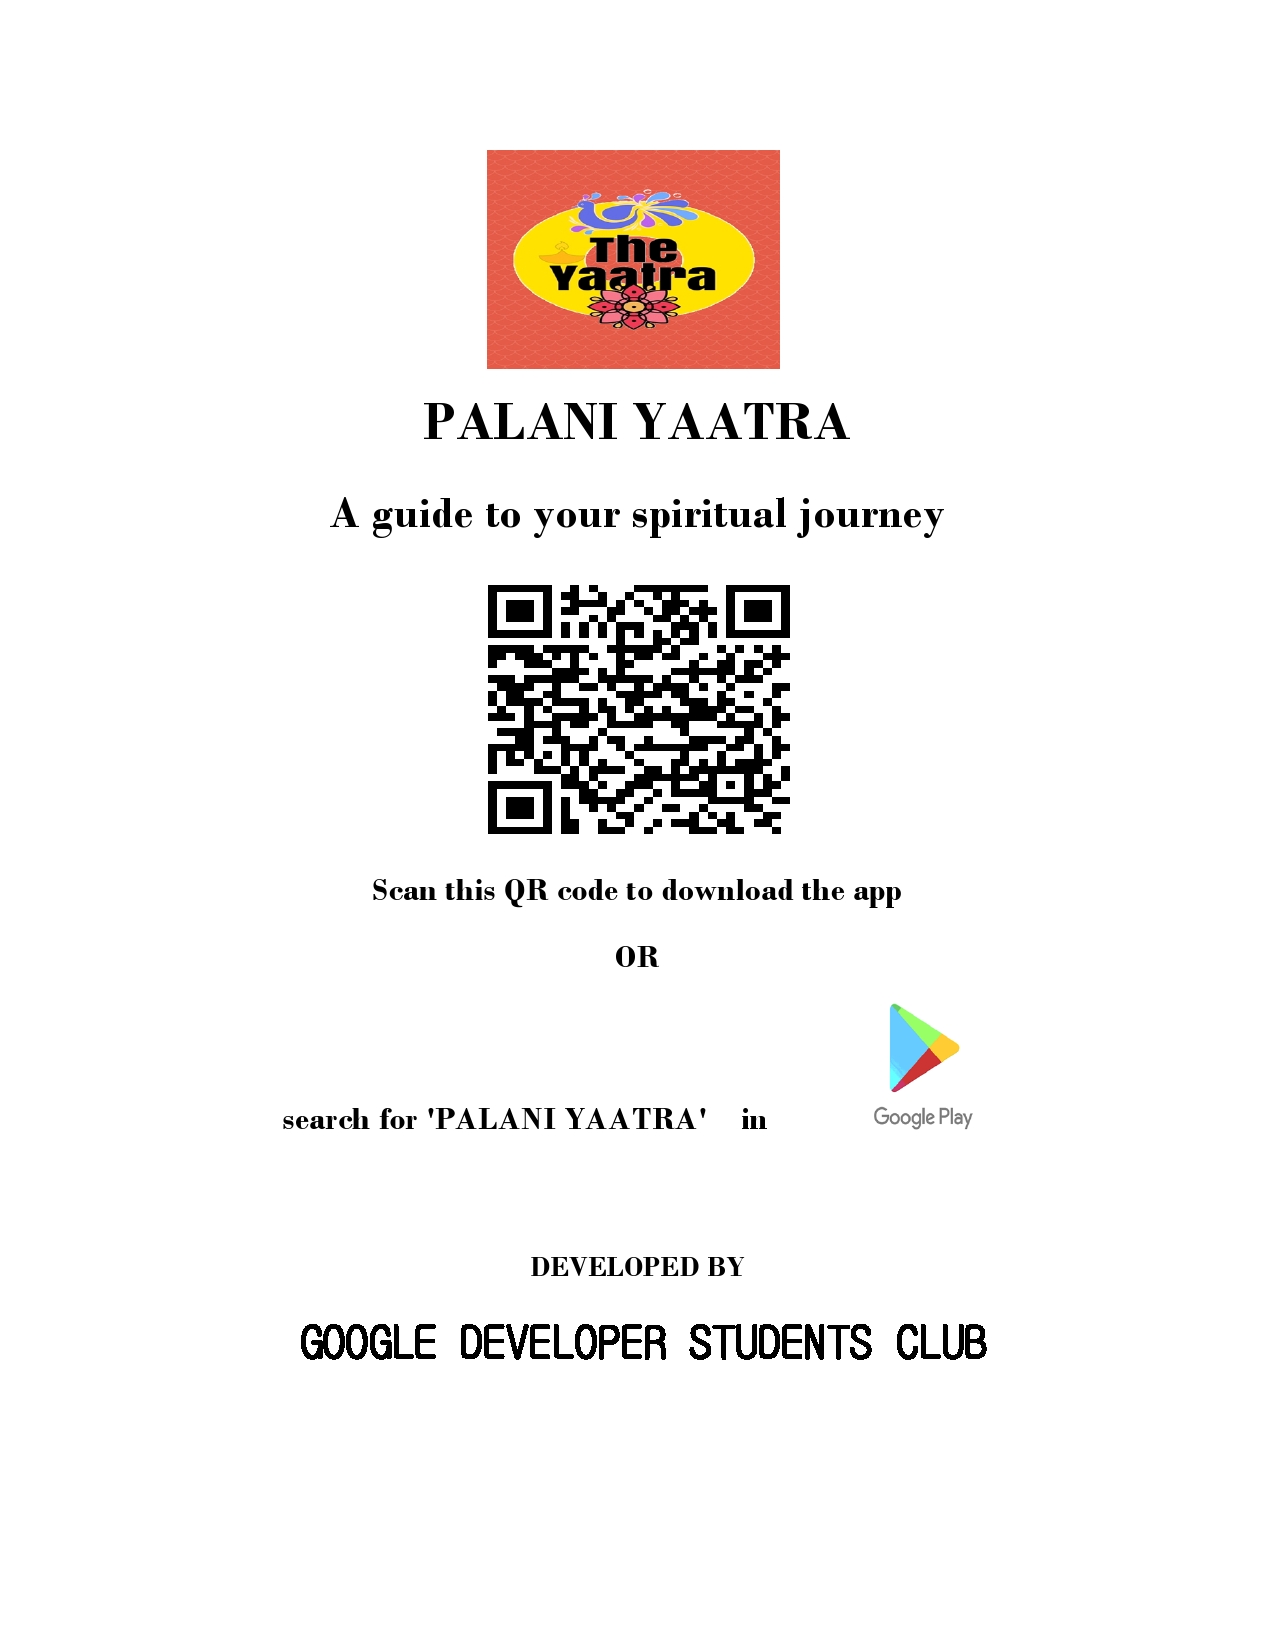 The
Yaatra
PALANI YAATRA
A guide to your spiritual journey
Scan this QR code to download the app
OR
search for 'PALANI YAATRA' in
Google Play
DEVELOPED BY
GOOGLE DEVELOPER STUDENTS CLUB